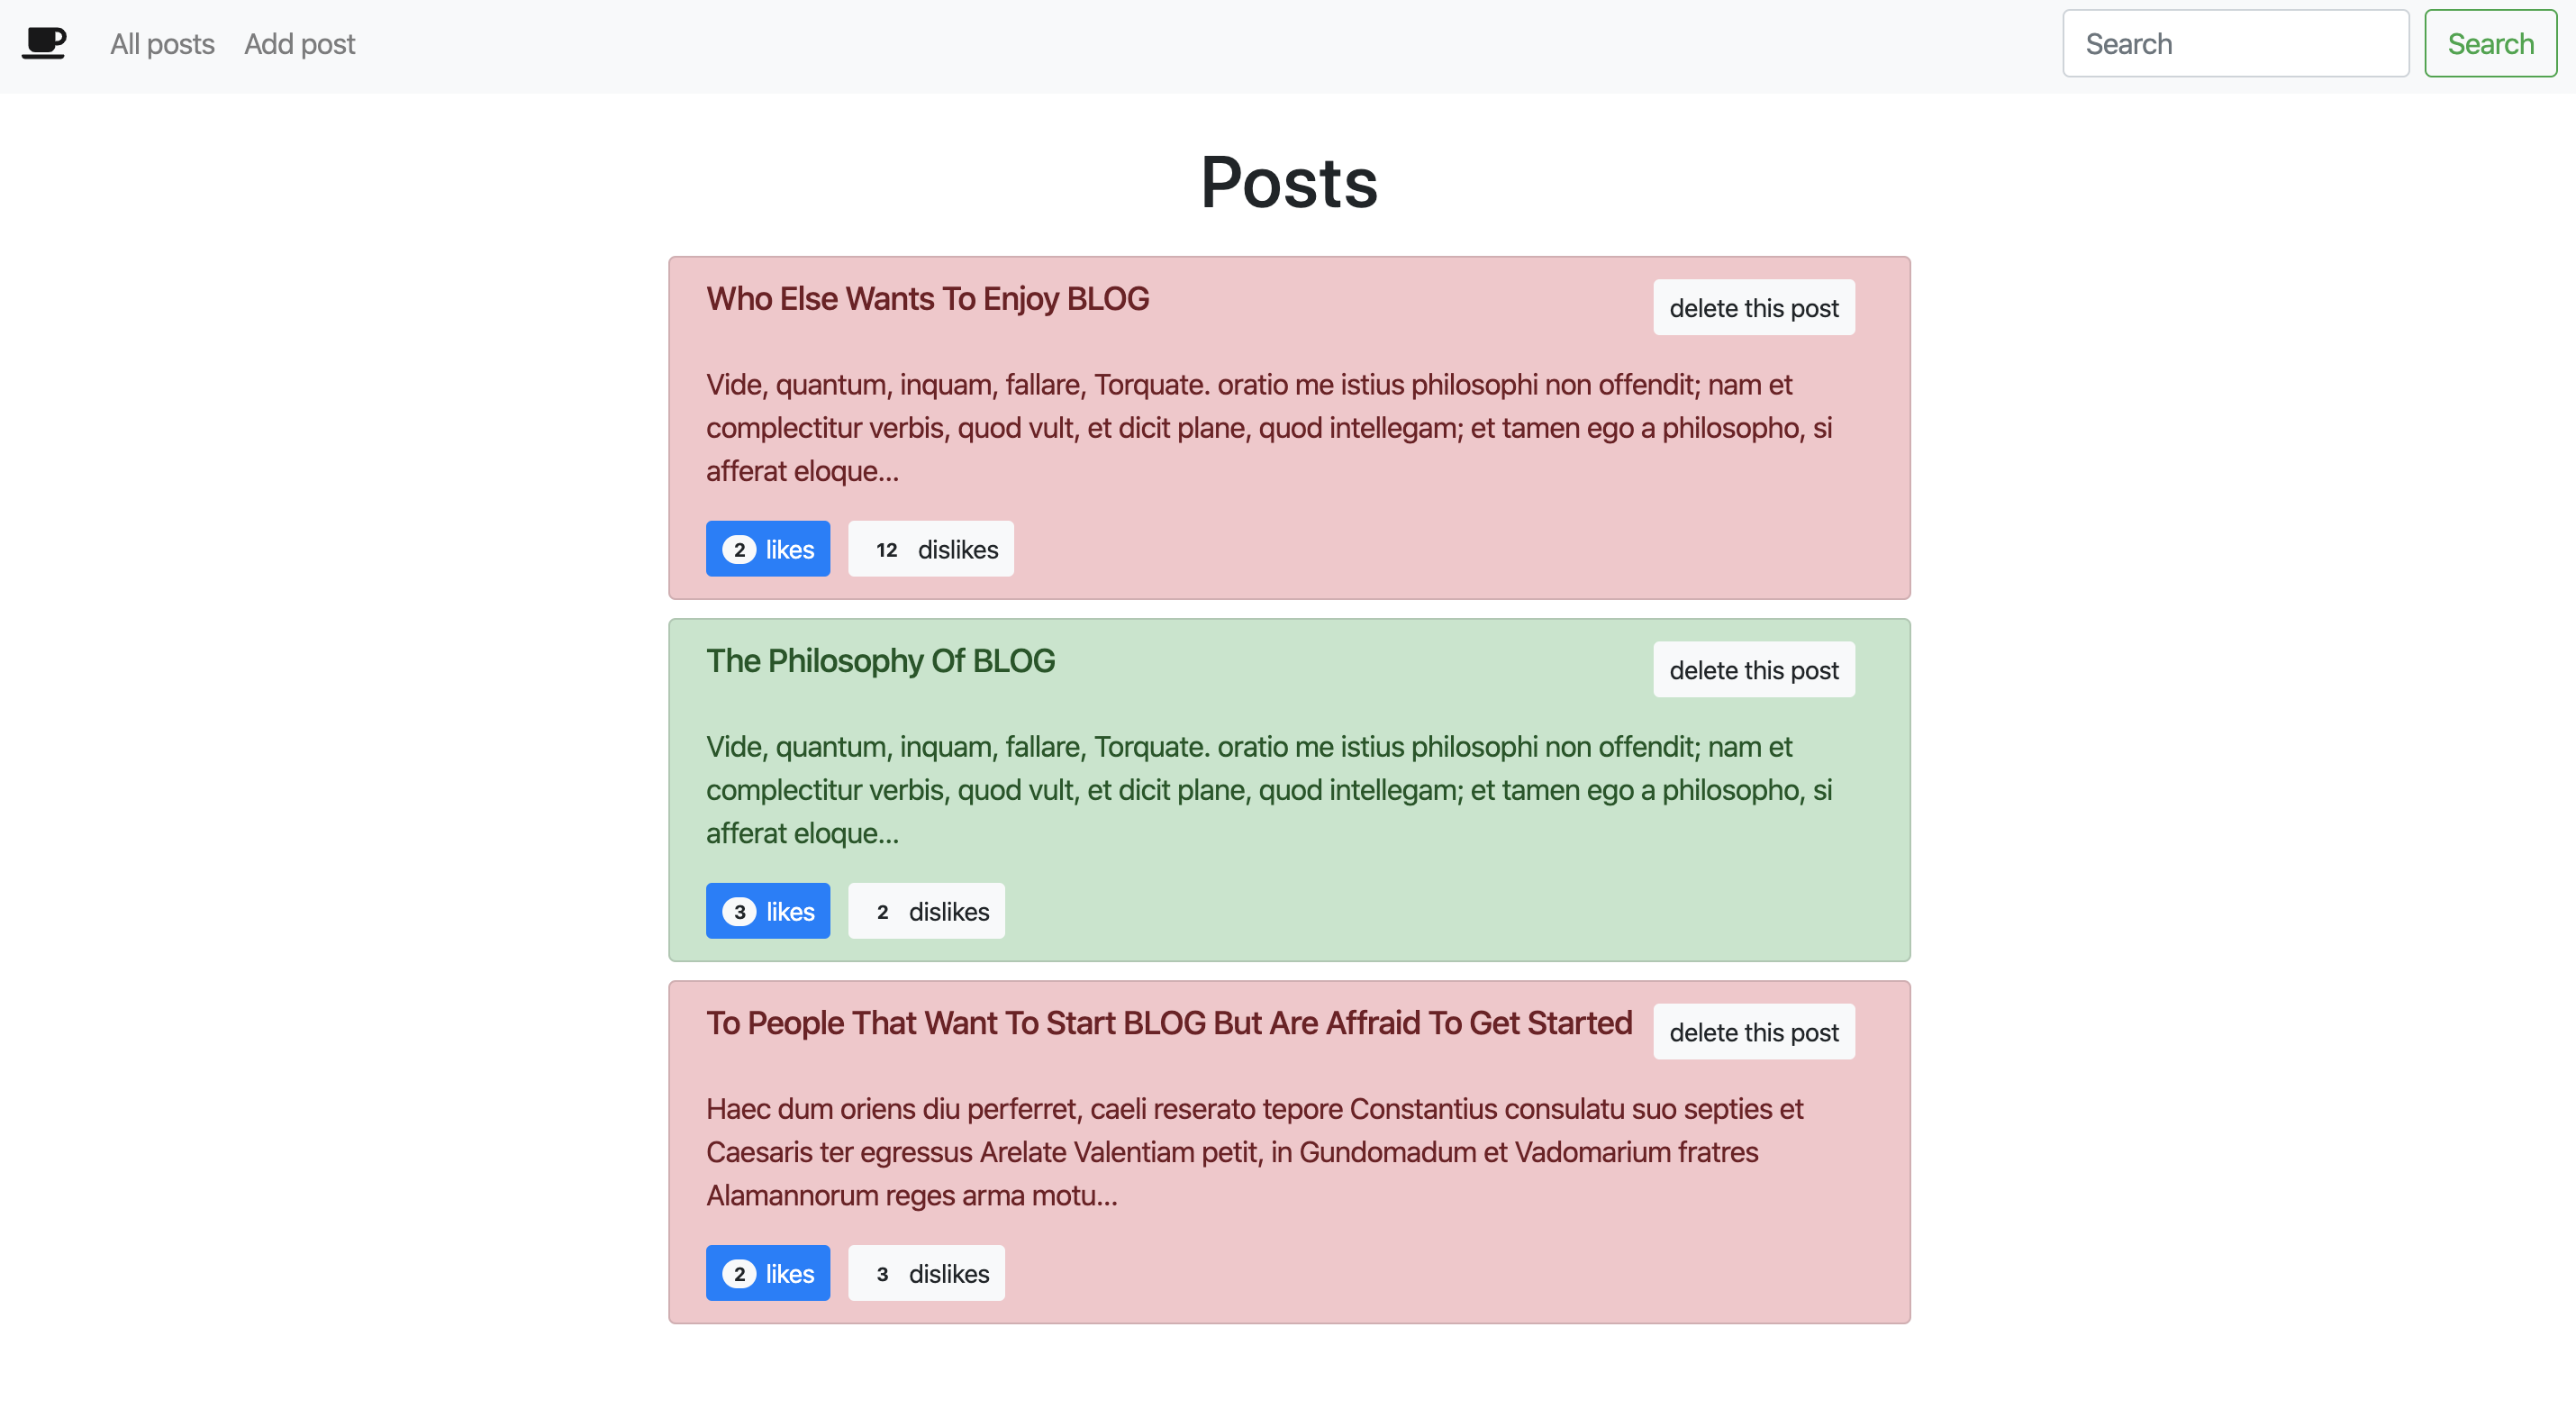 All posts Add post Search Search
Posts
Who Else Wants To Enjoy BLOG delete this post
Vide, quantum, inquam, fallare, Torquate. oratio me istius philosophi non offendit; nam et
complectitur verbis, quod vult, et dicit plane, quod intellegam; et tamen ego a philosopho, si
afferat eloque...
2 likes 12 dislikes
The Philosophy Of BLOG delete this post
Vide, quantum, inquam, fallare, Torquate. oratio me istius philosophi non offendit; nam et
complectitur verbis, quod vult, et dicit plane, quod intellegam; et tamen ego a philosopho, si
afferat eloque...
3 likes 2 dislikes
To People That Want To Start BLOG But Are Affraid To Get Started delete this post
Haec dum oriens diu perferret, caeli reserato tepore Constantius consulatu suo septies et
Caesaris ter egressus Arelate Valentiam petit, in Gundomadum et Vadomarium fratres
Alamannorum reges arma motu...
2 likes 3 dislikes